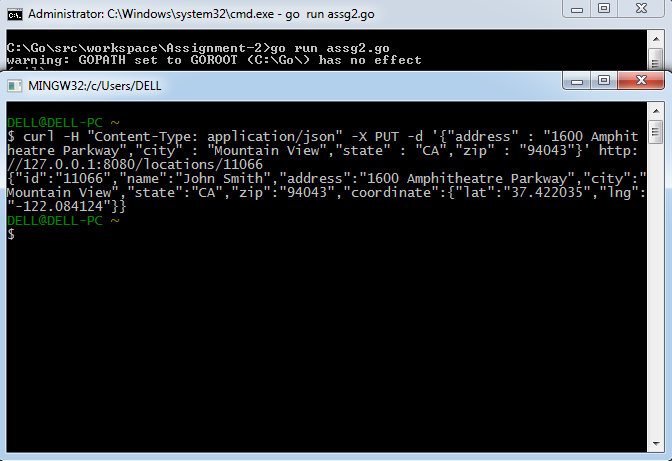 Administrator: C:\Windows\system32\cmd.exe - go  run assg2.go
C:\Go\src\workspace\Assignment-2>go run assg2.go
warning: GOPATH set to GOROOT (C:\Go\) has no effect
MINGW32:/c/Users/DELL
DELL@DELL-PC ~
$ curl -H "Content-Type: application/json" -X PUT -d '{"address" : "1600 Amphit
heatre Parkway","city" : "Mountain View","state" : "CA","zip" : "94043"}' http:
//127.0.0.1:8080/locations/11066
{"id":"11066","name":"John Smith","address":"1600 Amphitheatre Parkway","city":"
Mountain View","state":"CA","zip":"94043","coordinate":{"lat":"37.422035","lng":
"-122.084124"}}
DELL@DELL-PC ~
$